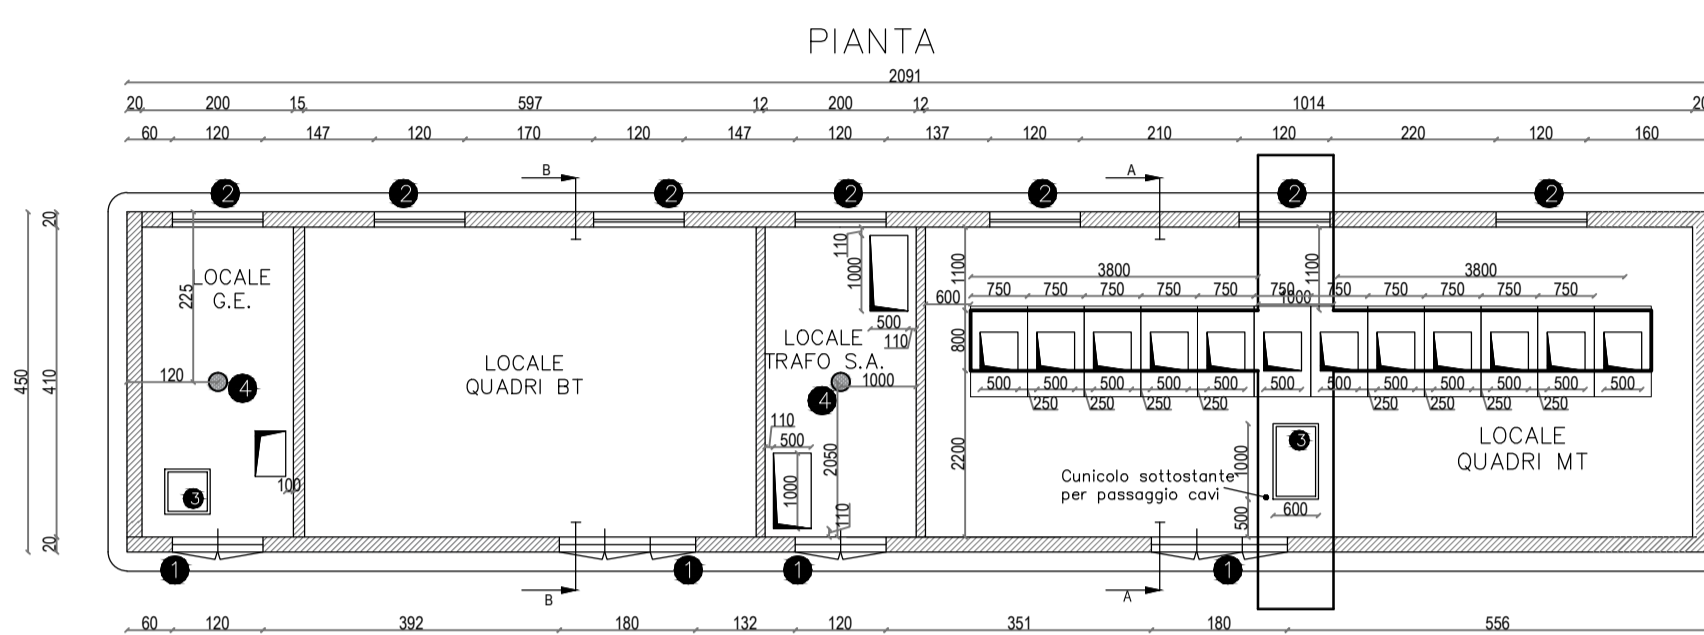 PIANTA
2091
20 200 15 597 12 200 12 1014 20
60 120 147 120 170 120 147 120 137 120 210 120 220 120 160
B A
2 2 2 2 2 2 2
20
450 410
20
225
LOCALE
G.E.
120
4
3
100
LOCALE
QUADRI BT
110
1000
500
110
LOCALE
TRAFO S.A.
1000
4
110
500
1000
2050
110
1100
600
800
2200
3800 1100 3800
750 750 750 750 750 750 750 750 750 750 750
1000
500 500 500 500 500 500 500 500 500 500 500 500
250 250 250 250 250 250 250 250
3
1000
600
500
Cunicolo sottostante
per passaggio cavi
LOCALE
QUADRI MT
1 1 1 1
B A
60 120 392 180 132 120 351 180 556